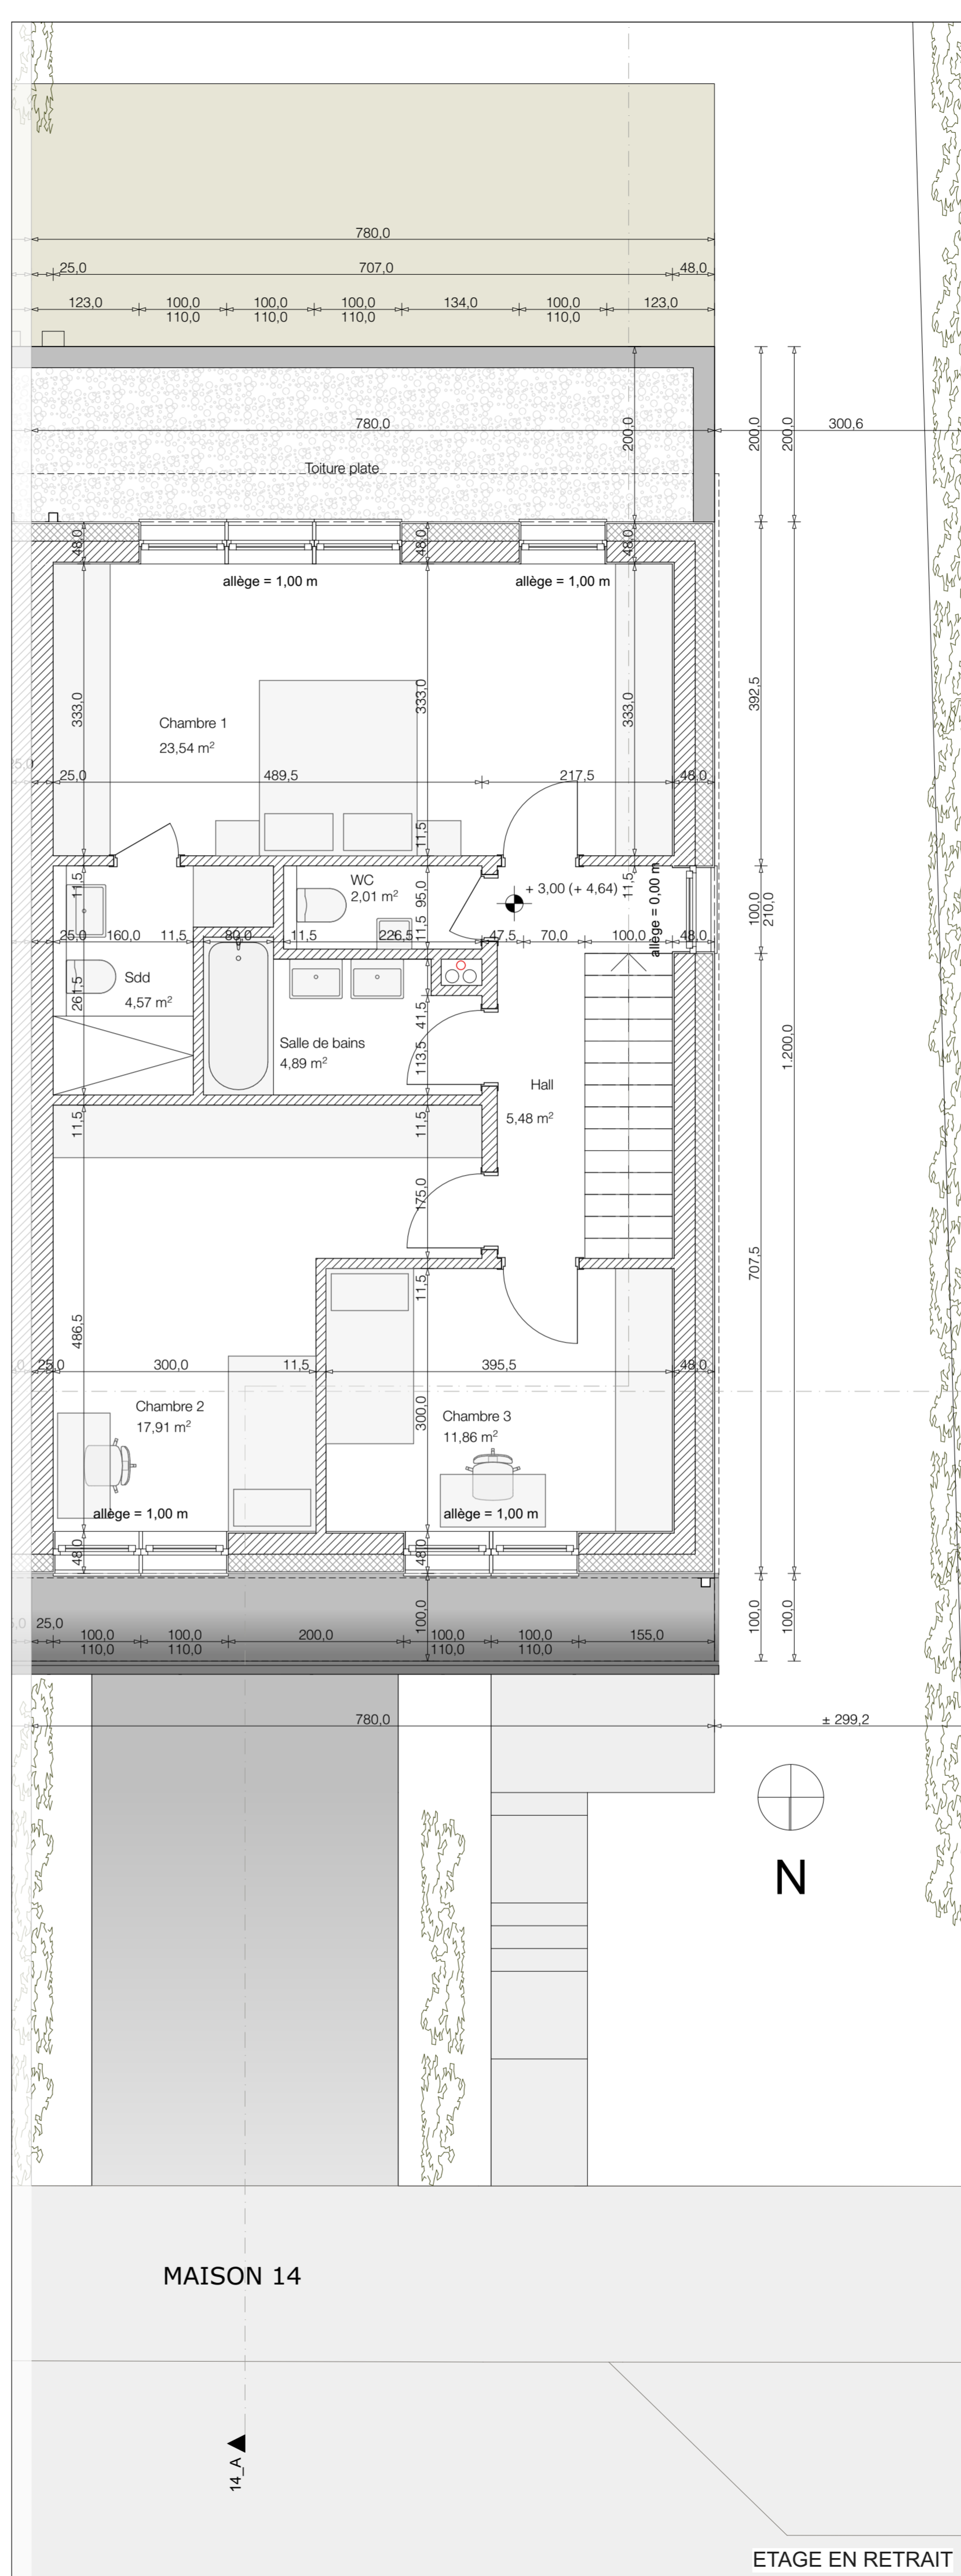 780,0
25,0 707,0 48,0
123,0 100,0 100,0 100,0 134,0 100,0 123,0
110,0 110,0 110,0 110,0
780,0 300,6
200,0 200,0 200,0
Toiture plate
48,0 48,0 48,0
allège = 1,00 m allège = 1,00 m
333,0 333,0 333,0 392,5
Chambre 1
23,54 m²
25,0 489,5 217,5 48,0
11,5
WC
2,01 m²
11,5 95,0 11,5
+ 3,00 (+ 4,64)
allège = 0,00 m
100,0
210,0
25,0 160,0 11,5 80,0 11,5 226,5 11,5 47,5 70,0 100,0 48,0
Sdd
4,57 m²
261,5
41,5
Salle de bains
4,89 m²
113,5
1.200,0
Hall
5,48 m²
11,5 11,5
175,0
707,5
11,5
486,5
25,0 300,0 11,5 395,5 48,0
Chambre 2
17,91 m²
300,0
Chambre 3
11,86 m²
allège = 1,00 m allège = 1,00 m
48,0 48,0
100,0 100,0 100,0
25,0 100,0 100,0 200,0 100,0 100,0 155,0
110,0 110,0 110,0 110,0
780,0 ± 299,2
N
MAISON 14
14_A
ETAGE EN RETRAIT